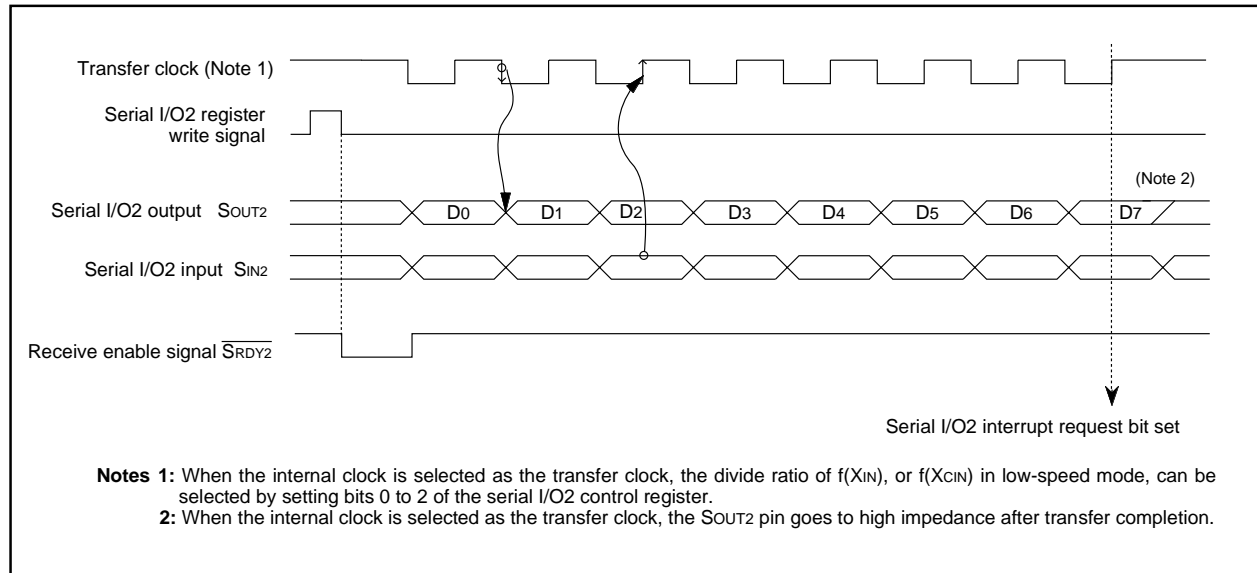 Transfer clock (Note 1)
Serial I/O2 register
write signal
(Note 2)
Serial I/O2 output SOUT2
D0 D1 D2 D3 D4 D5 D6 D7
Serial I/O2 input SIN2
Receive enable signal SRDY2
Serial I/O2 interrupt request bit set
Notes 1: When the internal clock is selected as the transfer clock, the divide ratio of f(XIN), or f(XCIN) in low-speed mode, can be
selected by setting bits 0 to 2 of the serial I/O2 control register.
2: When the internal clock is selected as the transfer clock, the SOUT2 pin goes to high impedance after transfer completion.